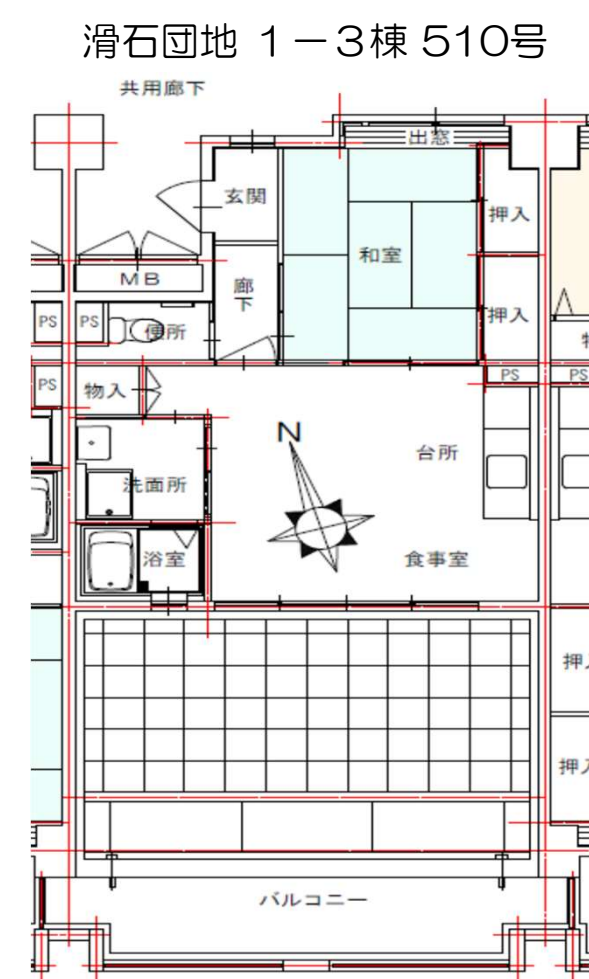 滑石団地 1－3棟 510号
共用廊下
出窓
玄関
押入
和室
MB
廊下
押入
PS
PS
便所
PS
物入
PS
PS
N
台所
洗面所
浴室
食事室
押
押
バルコニー